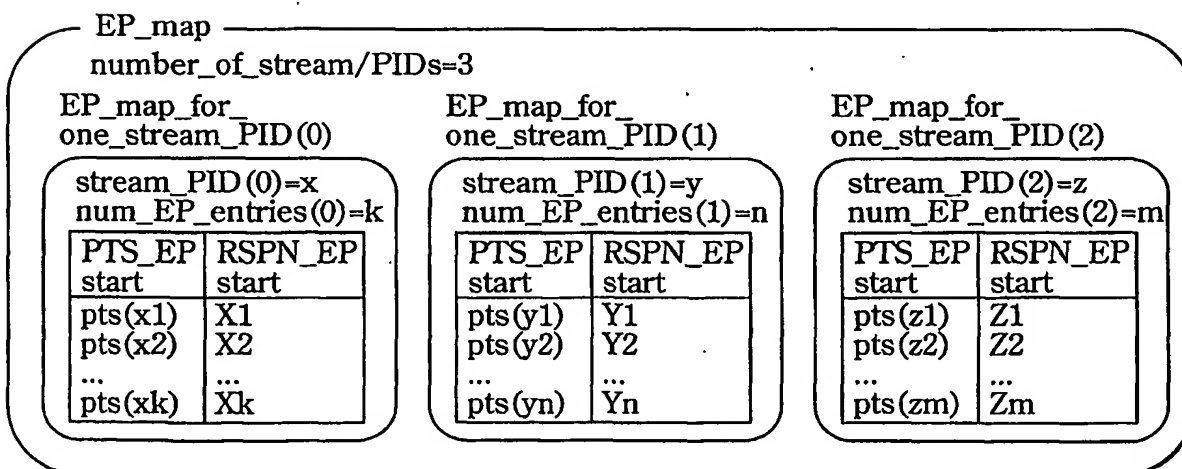 EP_map
number_of_stream/PIDs=3
EP_map_for_
one_stream_PID(0)
stream_PID(0)=x
num_EP_entries(0)=k
PTS_EP RSPN_EP
start start
pts(x1) X1
pts(x2) X2
... ...
pts(xk) Xk
EP_map_for_
one_stream_PID(1)
stream_PID(1)=y
num_EP_entries(1)=n
PTS_EP RSPN_EP
start start
pts(y1) Y1
pts(y2) Y2
... ...
pts(yn) Yn
EP_map_for_
one_stream_PID(2)
stream_PID(2)=z
num_EP_entries(2)=m
PTS_EP RSPN_EP
start start
pts(z1) Z1
pts(z2) Z2
... ...
pts(zm) Zm